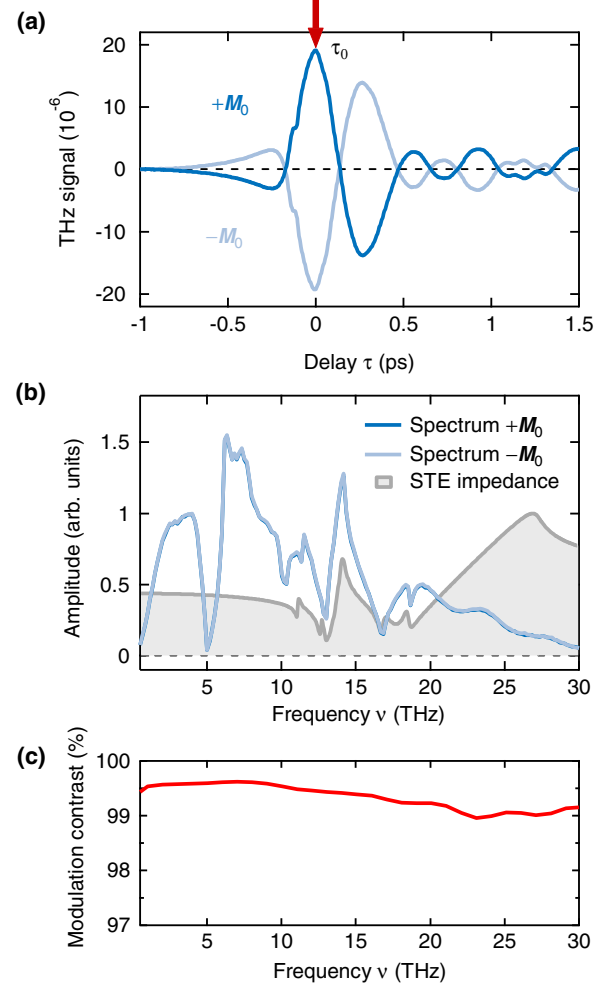 (a)
THz signal (10⁻⁶)
20
10
0
-10
-20
τ₀
+M₀
−M₀
-1
-0.5
0
0.5
1
1.5
Delay τ (ps)
(b)
Amplitude (arb. units)
1.5
1
0.5
0
Spectrum +M₀
Spectrum −M₀
STE impedance
5
10
15
20
25
30
Frequency ν (THz)
(c)
Modulation contrast (%)
100
99
98
97
5
10
15
20
25
30
Frequency ν (THz)